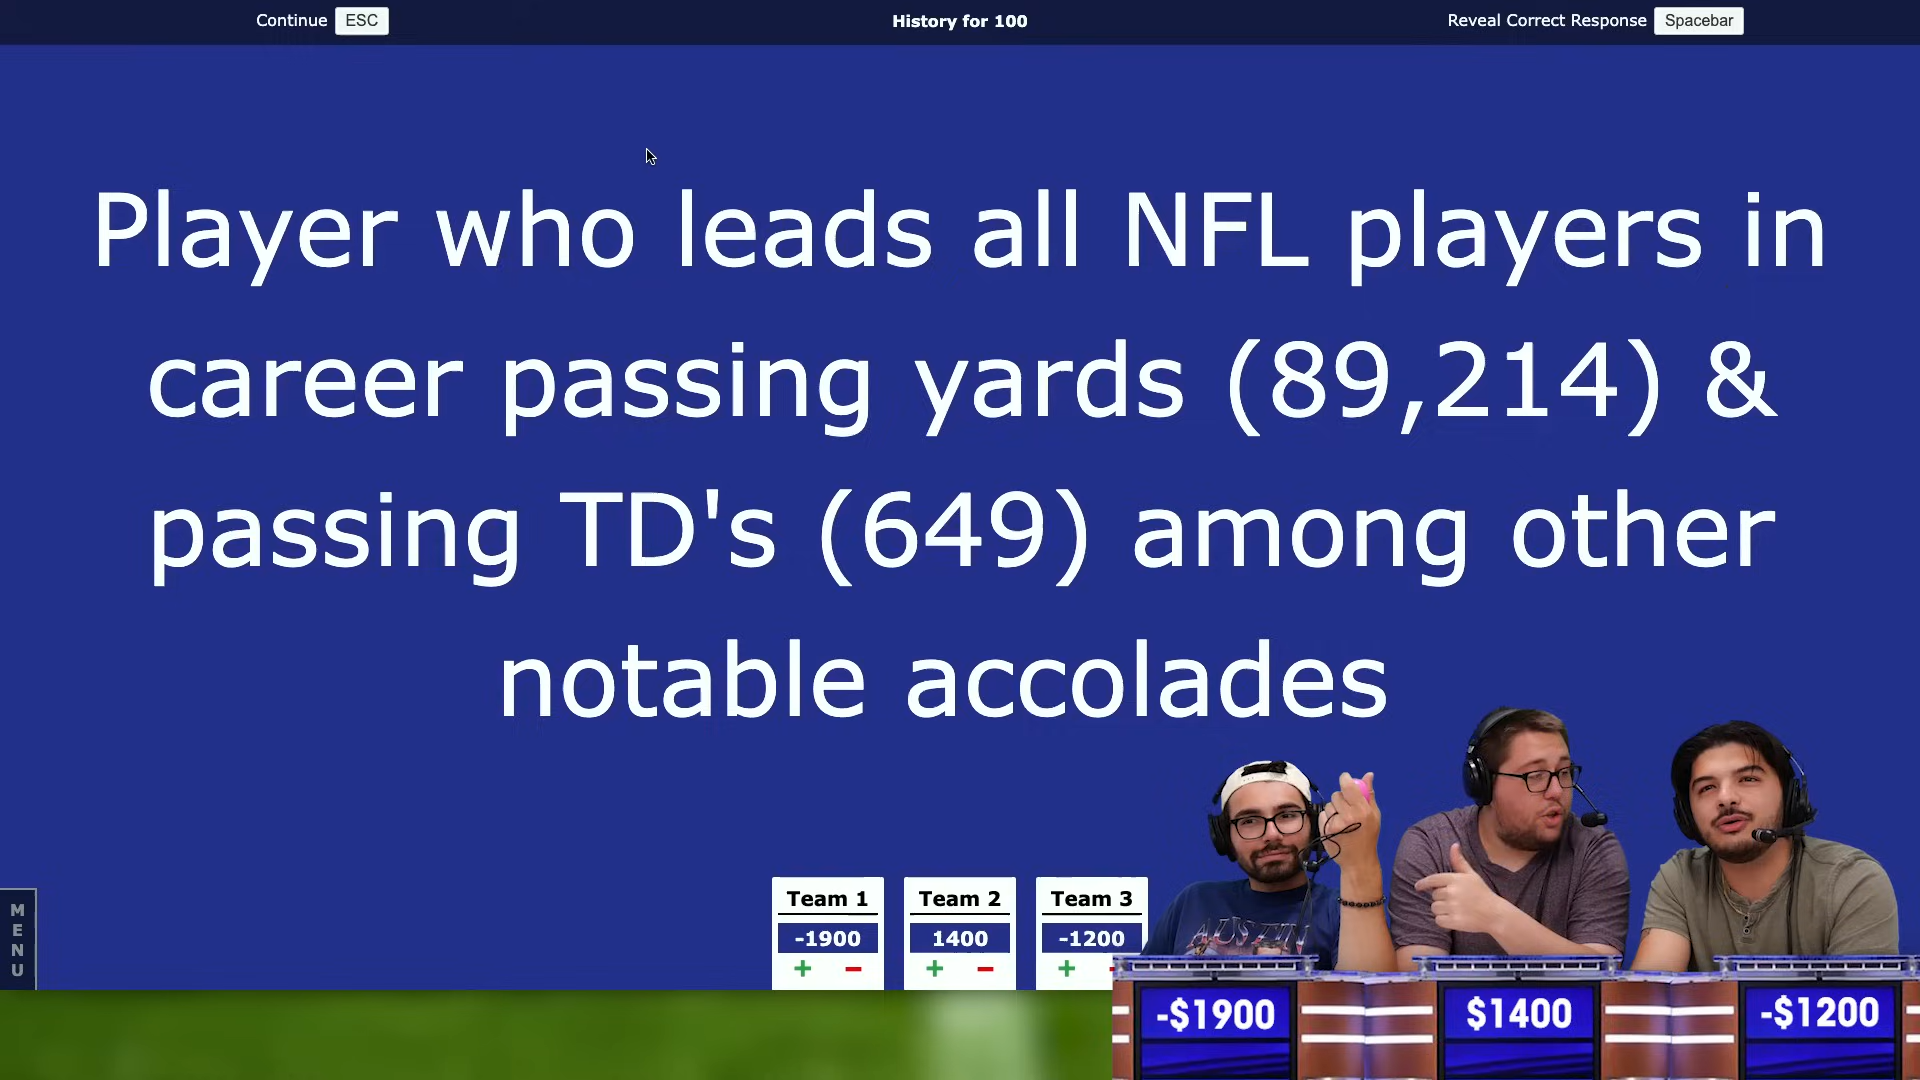 Continue ESC
History for 100
Reveal Correct Response Spacebar
Player who leads all NFL players in
career passing yards (89,214) &
passing TD's (649) among other
notable accolades
MENU
Team 1
-1900
+ −
Team 2
1400
+ −
Team 3
-1200
+ −
AUSTIN
-$1900
$1400
-$1200